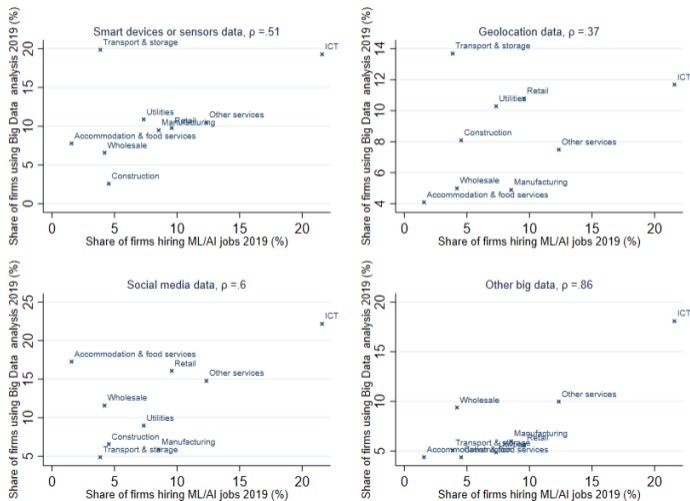 Smart devices or sensors data, ρ =.51
Share of firms using Big Data analysis 2019 (%)
20
15
10
5
0
Transport & storage
ICT
Utilities
Retail
Manufacturing
Other services
Accommodation & food services
Wholesale
Construction
0 5 10 15 20
Share of firms hiring ML/AI jobs 2019 (%)
Geolocation data, ρ =.37
Share of firms using Big Data analysis 2019 (%)
14
12
10
8
6
4
Transport & storage
ICT
Retail
Utilities
Construction
Other services
Wholesale
Manufacturing
Accommodation & food services
0 5 10 15 20
Share of firms hiring ML/AI jobs 2019 (%)
Social media data, ρ =.6
Share of firms using Big Data analysis 2019 (%)
25
20
15
10
5
ICT
Accommodation & food services
Retail
Other services
Wholesale
Utilities
Construction
Manufacturing
Transport & storage
0 5 10 15 20
Share of firms hiring ML/AI jobs 2019 (%)
Other big data, ρ =.86
Share of firms using Big Data analysis 2019 (%)
20
15
10
5
ICT
Wholesale
Other services
Manufacturing
Retail
Transport & storage
Utilities
Accommodation & food services
Construction
0 5 10 15 20
Share of firms hiring ML/AI jobs 2019 (%)